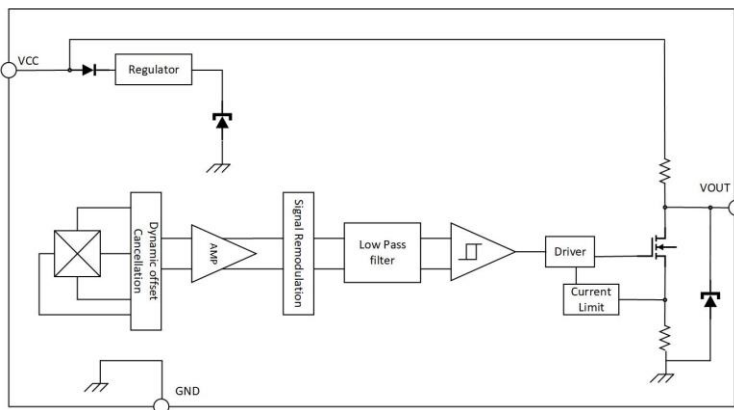 VCC
Regulator
VOUT
Dynamic offset
Cancellation
AMP
Signal Remodulation
Low Pass
filter
Driver
Current
Limit
GND